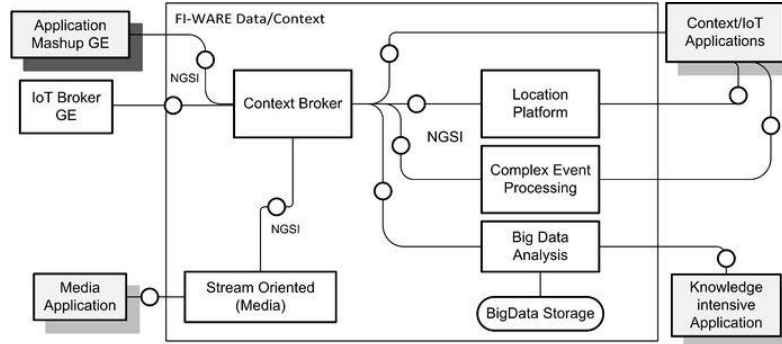 FI-WARE Data/Context
Application
Mashup GE
NGSI
IoT Broker
GE
Context Broker
Context/IoT
Applications
Location
Platform
NGSI
Complex Event
Processing
NGSI
Big Data
Analysis
Media
Application
Stream Oriented
(Media)
BigData Storage
Knowledge
intensive
Application